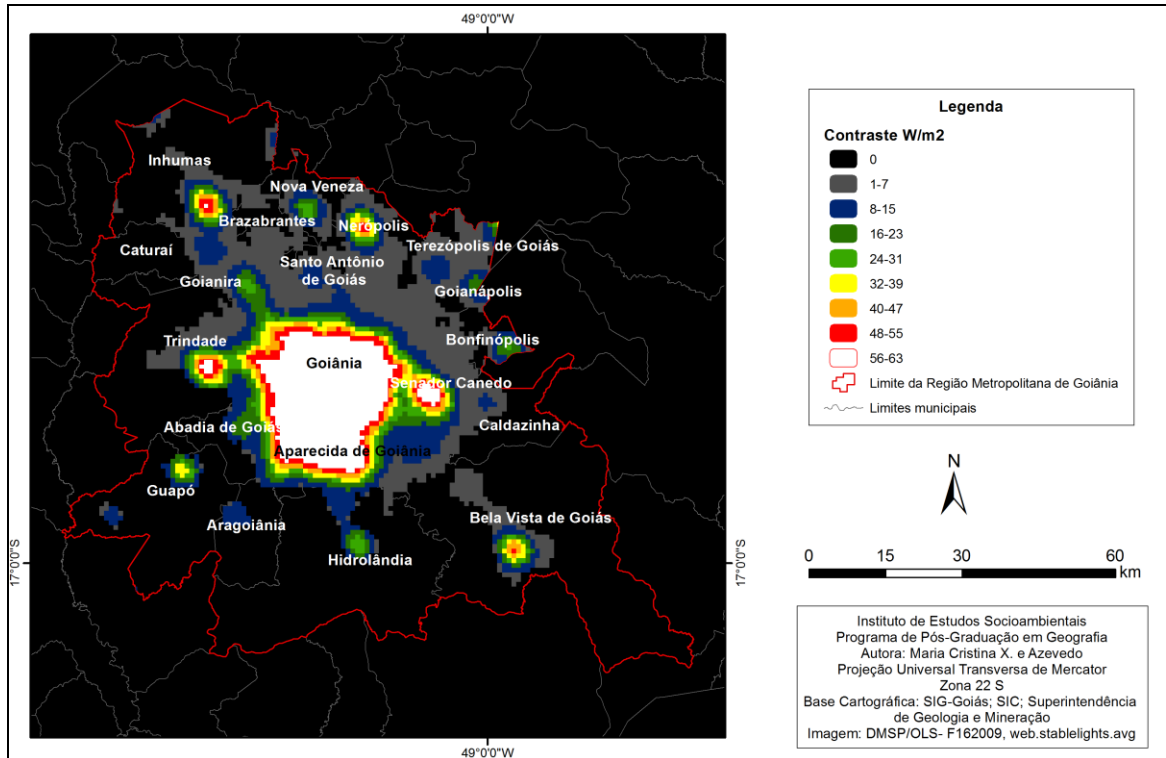 49°0'0"W
Inhumas
Nova Veneza
Brazabrantes
Nerópolis
Caturaí
Terezópolis de Goiás
Santo Antônio
de Goiás
Goianira
Goianápolis
Trindade
Bonfinópolis
Goiânia
Senador Canedo
Abadia de Goiás
Caldazinha
Aparecida de Goiânia
Guapó
Aragoiânia
Bela Vista de Goiás
Hidrolândia
17°0'0"S
17°0'0"S
49°0'0"W
Legenda
Contraste W/m2
0
1-7
8-15
16-23
24-31
32-39
40-47
48-55
56-63
Limite da Região Metropolitana de Goiânia
Limites municipais
N
0 15 30 60
km
Instituto de Estudos Socioambientais
Programa de Pós-Graduação em Geografia
Autora: Maria Cristina X. e Azevedo
Projeção Universal Transversa de Mercator
Zona 22 S
Base Cartográfica: SIG-Goiás; SIC; Superintendência
de Geologia e Mineração
Imagem: DMSP/OLS- F162009, web.stablelights.avg